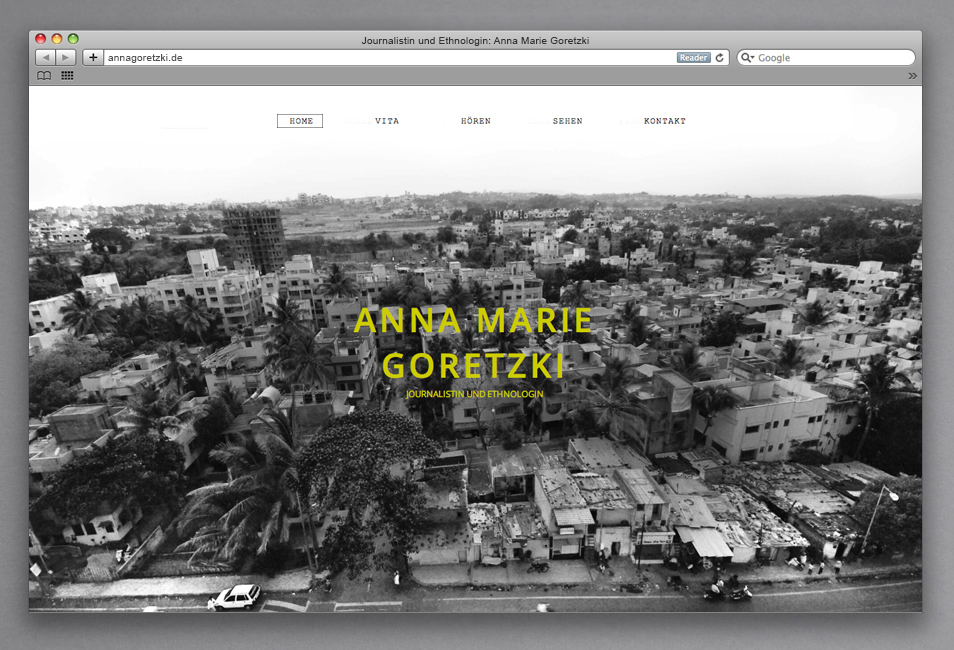 Journalistin und Ethnologin: Anna Marie Goretzki
annagoretzki.de
Reader
Google
HOME VITA HÖREN SEHEN KONTAKT
ANNA MARIE
GORETZKI
JOURNALISTIN UND ETHNOLOGIN